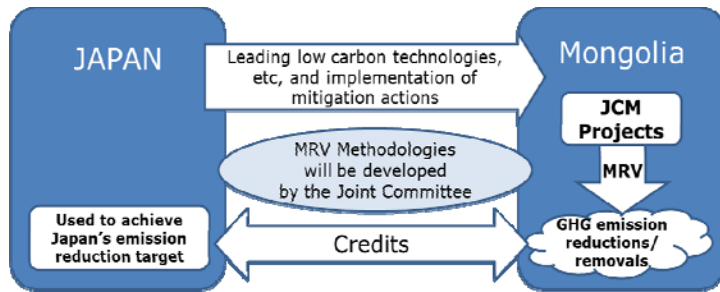 JAPAN
Leading low carbon technologies,
etc, and implementation of
mitigation actions
Mongolia
JCM
Projects
MRV
MRV Methodologies
will be developed
by the Joint Committee
Used to achieve
Japan's emission
reduction target
Credits
GHG emission
reductions/
removals